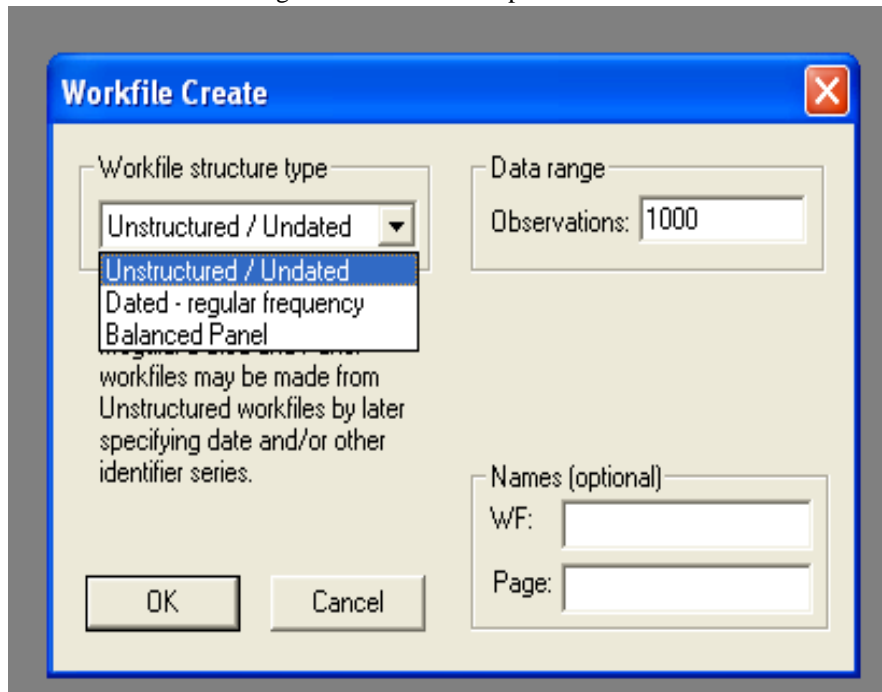 Workfile Create
Workfile structure type
Unstructured / Undated
Unstructured / Undated
Dated - regular frequency
Balanced Panel
workfiles may be made from
Unstructured workfiles by later
specifying date and/or other
identifier series.
OK
Cancel
Data range
Observations: 1000
Names (optional)
WF:
Page: